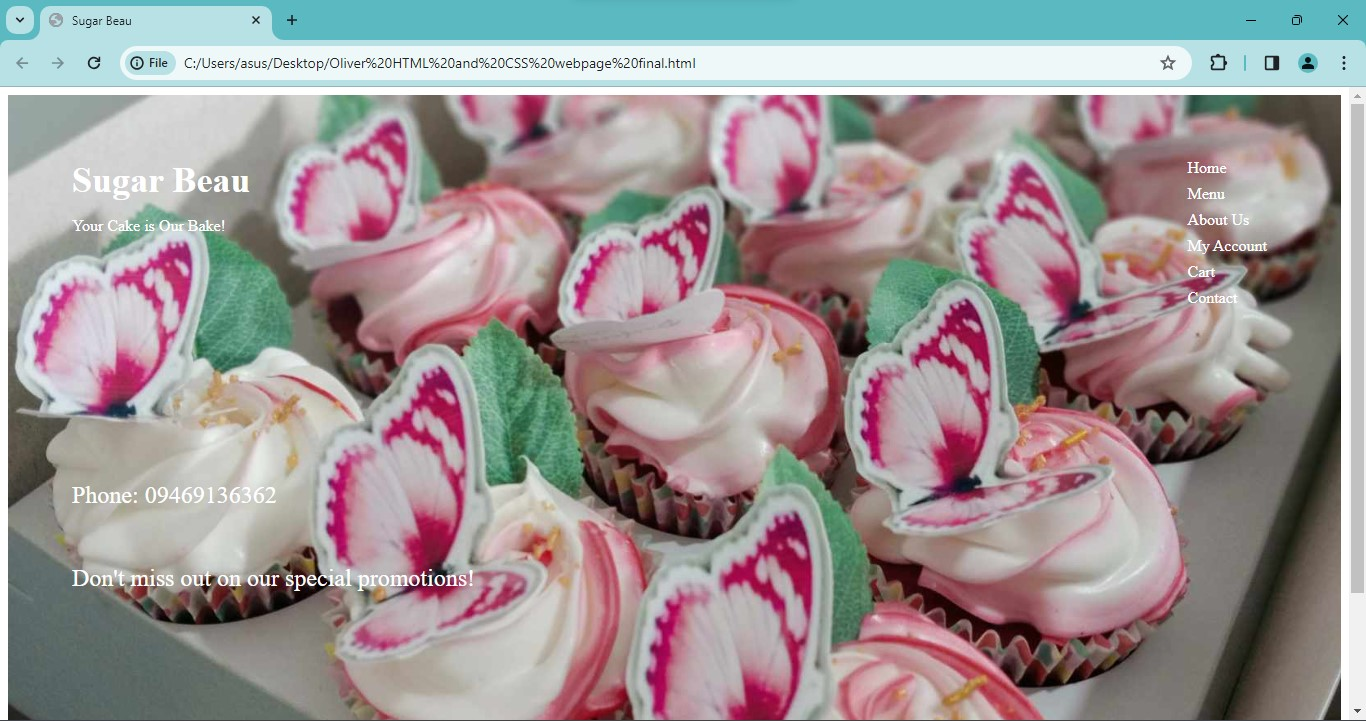 Sugar Beau
File
C:/Users/asus/Desktop/Oliver%20HTML%20and%20CSS%20webpage%20final.html
Sugar Beau
Your Cake is Our Bake!
Home
Menu
About Us
My Account
Cart
Contact
Phone: 09469136362
Don't miss out on our special promotions!